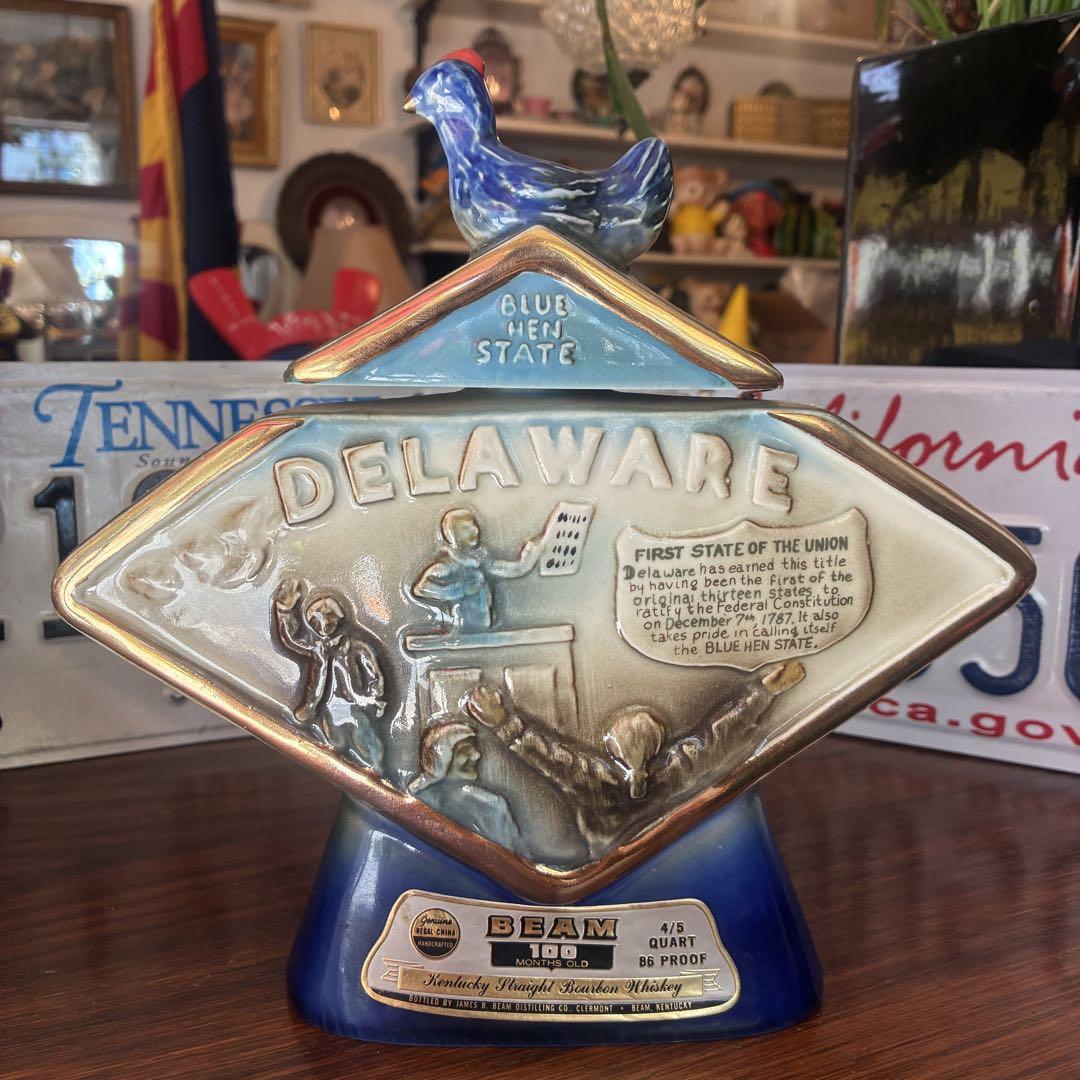 BLUE
HEN
STATE
TENNESSEE
California
DELAWARE
FIRST STATE OF THE UNION
Delaware has earned this title
by having been the first of the
original thirteen states to
ratify the Federal Constitution
on December 7th, 1787. It also
takes pride in calling itself
the BLUE HEN STATE.
ca.gov
Genuine
REGAL CHINA
HANDCRAFTED
BEAM
100
MONTHS OLD
4/5
QUART
86 PROOF
Kentucky Straight Bourbon Whiskey
BOTTLED BY JAMES B. BEAM DISTILLING CO., CLERMONT • BEAM, KENTUCKY